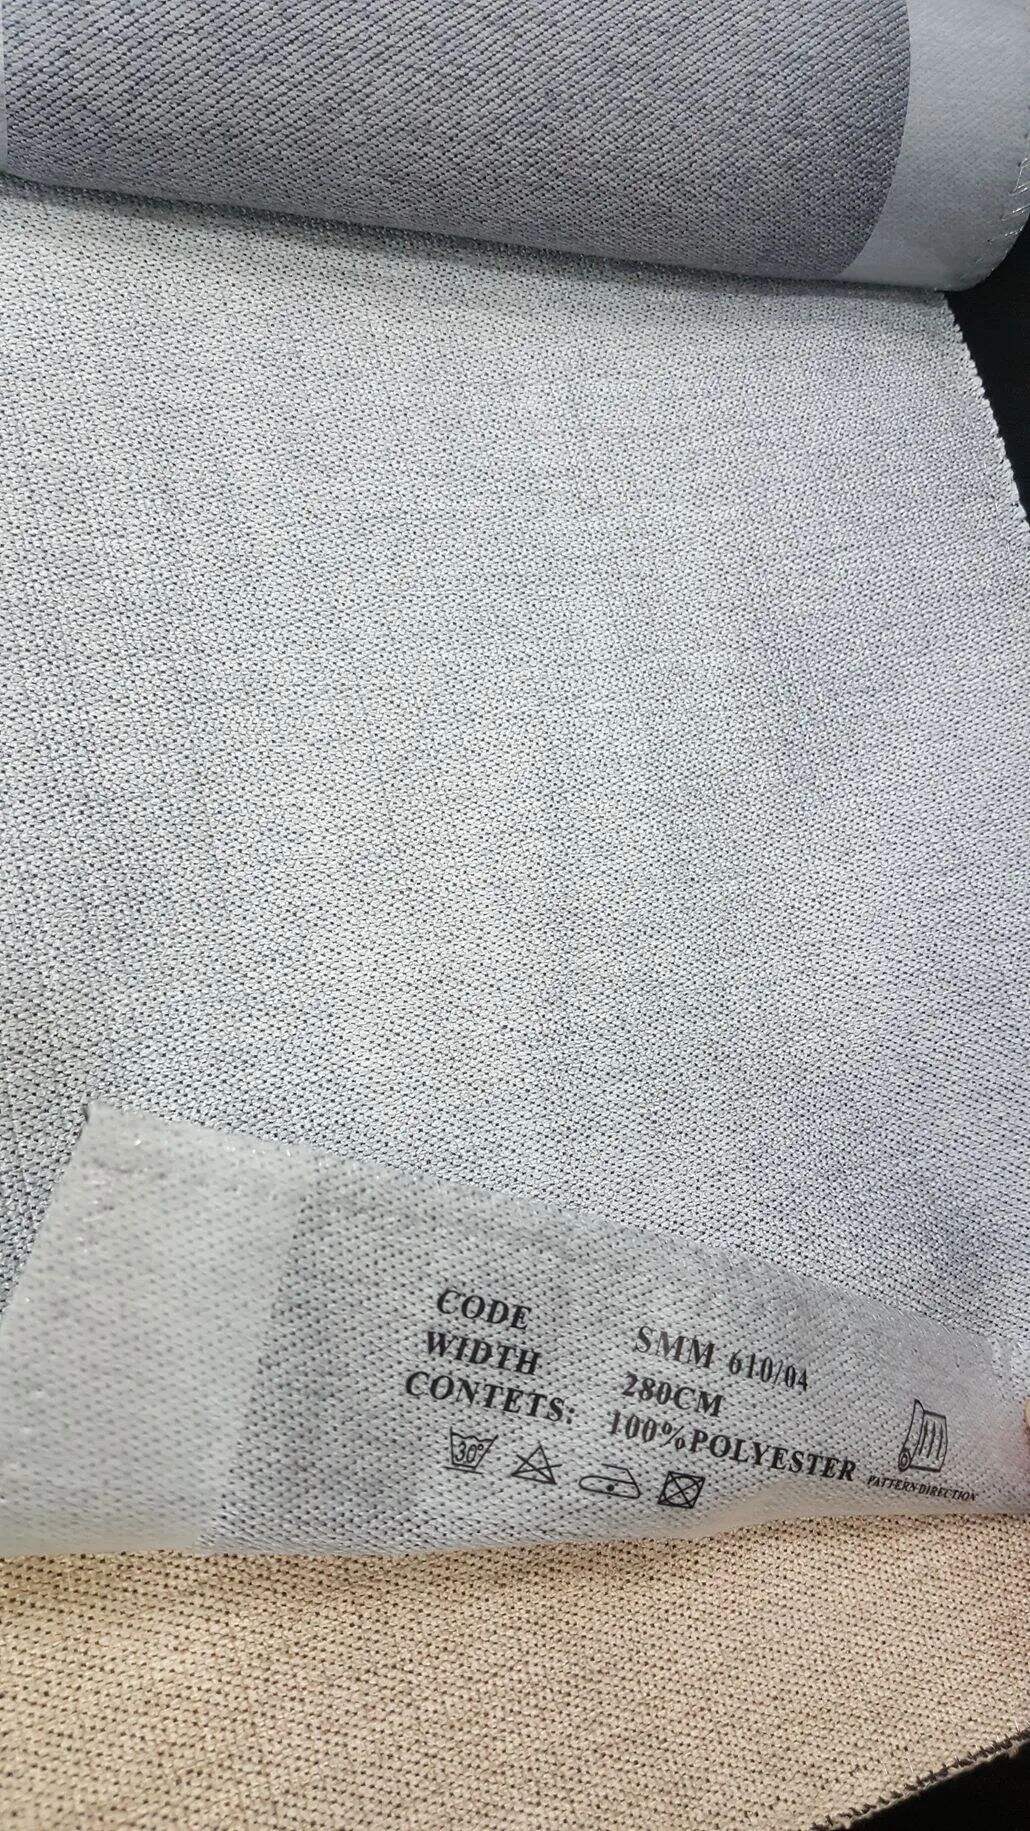 CODE SMM 610/04
WIDTH 280CM
CONTETS: 100%POLYESTER
30°
PATTERN DIRECTION